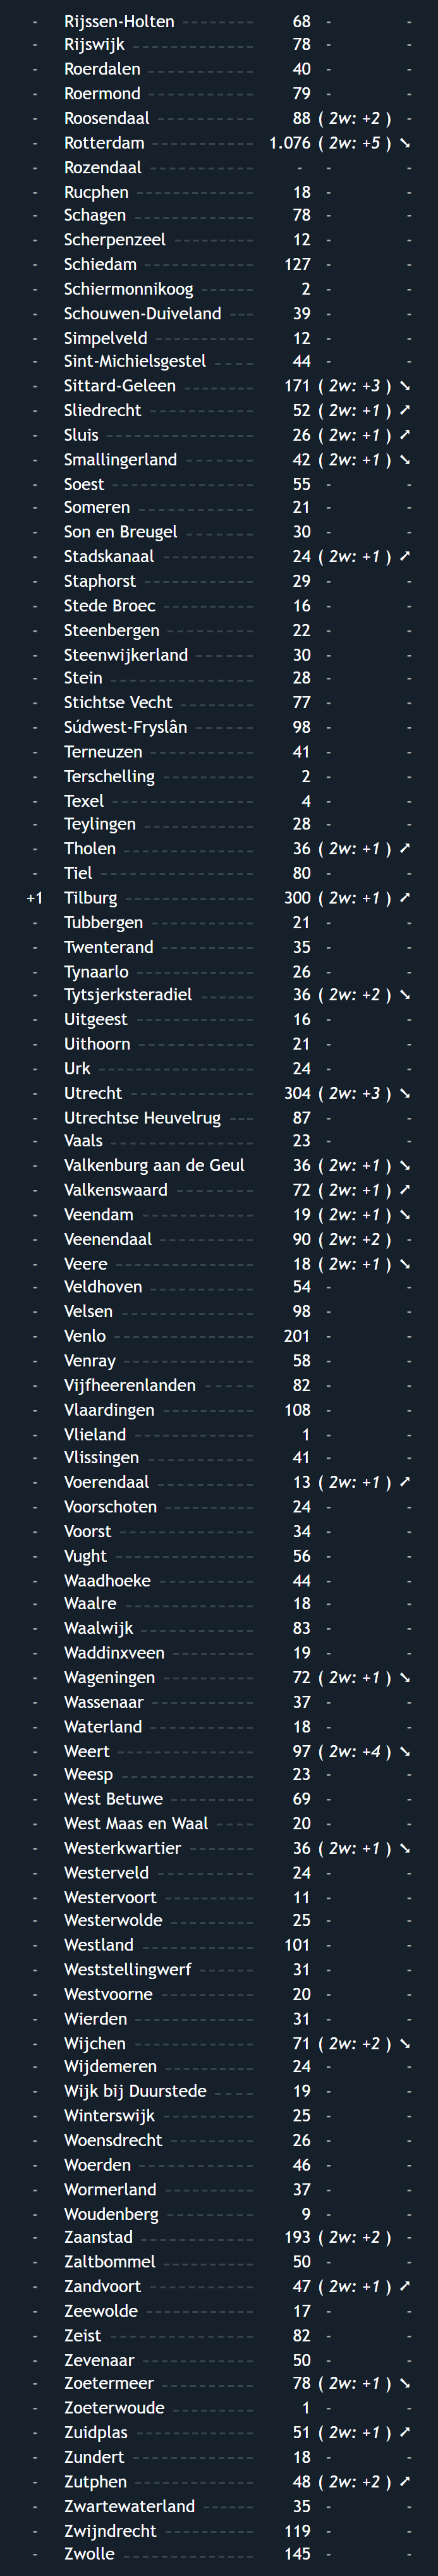 - Rijssen-Holten 68 - -
- Rijswijk 78 - -
- Roerdalen 40 - -
- Roermond 79 - -
- Roosendaal 88 ( 2w: +2 ) -
- Rotterdam 1.076 ( 2w: +5 ) ➘
- Rozendaal - - -
- Rucphen 18 - -
- Schagen 78 - -
- Scherpenzeel 12 - -
- Schiedam 127 - -
- Schiermonnikoog 2 - -
- Schouwen-Duiveland 39 - -
- Simpelveld 12 - -
- Sint-Michielsgestel 44 - -
- Sittard-Geleen 171 ( 2w: +3 ) ➘
- Sliedrecht 52 ( 2w: +1 ) ➚
- Sluis 26 ( 2w: +1 ) ➚
- Smallingerland 42 ( 2w: +1 ) ➘
- Soest 55 - -
- Someren 21 - -
- Son en Breugel 30 - -
- Stadskanaal 24 ( 2w: +1 ) ➚
- Staphorst 29 - -
- Stede Broec 16 - -
- Steenbergen 22 - -
- Steenwijkerland 30 - -
- Stein 28 - -
- Stichtse Vecht 77 - -
- Súdwest-Fryslân 98 - -
- Terneuzen 41 - -
- Terschelling 2 - -
- Texel 4 - -
- Teylingen 28 - -
- Tholen 36 ( 2w: +1 ) ➚
- Tiel 80 - -
+1 Tilburg 300 ( 2w: +1 ) ➚
- Tubbergen 21 - -
- Twenterand 35 - -
- Tynaarlo 26 - -
- Tytsjerksteradiel 36 ( 2w: +2 ) ➘
- Uitgeest 16 - -
- Uithoorn 21 - -
- Urk 24 - -
- Utrecht 304 ( 2w: +3 ) ➘
- Utrechtse Heuvelrug 87 - -
- Vaals 23 - -
- Valkenburg aan de Geul 36 ( 2w: +1 ) ➘
- Valkenswaard 72 ( 2w: +1 ) ➚
- Veendam 19 ( 2w: +1 ) ➘
- Veenendaal 90 ( 2w: +2 ) -
- Veere 18 ( 2w: +1 ) ➘
- Veldhoven 54 - -
- Velsen 98 - -
- Venlo 201 - -
- Venray 58 - -
- Vijfheerenlanden 82 - -
- Vlaardingen 108 - -
- Vlieland 1 - -
- Vlissingen 41 - -
- Voerendaal 13 ( 2w: +1 ) ➚
- Voorschoten 24 - -
- Voorst 34 - -
- Vught 56 - -
- Waadhoeke 44 - -
- Waalre 18 - -
- Waalwijk 83 - -
- Waddinxveen 19 - -
- Wageningen 72 ( 2w: +1 ) ➘
- Wassenaar 37 - -
- Waterland 18 - -
- Weert 97 ( 2w: +4 ) ➘
- Weesp 23 - -
- West Betuwe 69 - -
- West Maas en Waal 20 - -
- Westerkwartier 36 ( 2w: +1 ) ➘
- Westerveld 24 - -
- Westervoort 11 - -
- Westerwolde 25 - -
- Westland 101 - -
- Weststellingwerf 31 - -
- Westvoorne 20 - -
- Wierden 31 - -
- Wijchen 71 ( 2w: +2 ) ➘
- Wijdemeren 24 - -
- Wijk bij Duurstede 19 - -
- Winterswijk 25 - -
- Woensdrecht 26 - -
- Woerden 46 - -
- Wormerland 37 - -
- Woudenberg 9 - -
- Zaanstad 193 ( 2w: +2 ) -
- Zaltbommel 50 - -
- Zandvoort 47 ( 2w: +1 ) ➚
- Zeewolde 17 - -
- Zeist 82 - -
- Zevenaar 50 - -
- Zoetermeer 78 ( 2w: +1 ) ➘
- Zoeterwoude 1 - -
- Zuidplas 51 ( 2w: +1 ) ➚
- Zundert 18 - -
- Zutphen 48 ( 2w: +2 ) ➚
- Zwartewaterland 35 - -
- Zwijndrecht 119 - -
- Zwolle 145 - -